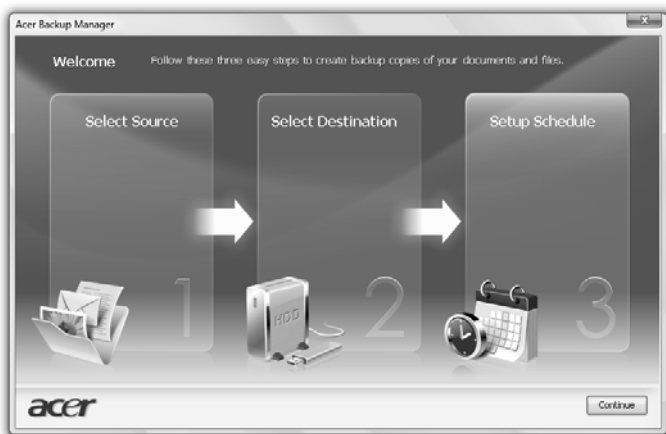 Acer Backup Manager
Welcome
Follow these three easy steps to create backup copies of your documents and files.
Select Source
Select Destination
Setup Schedule
1
HDD
2
3
acer
Continue